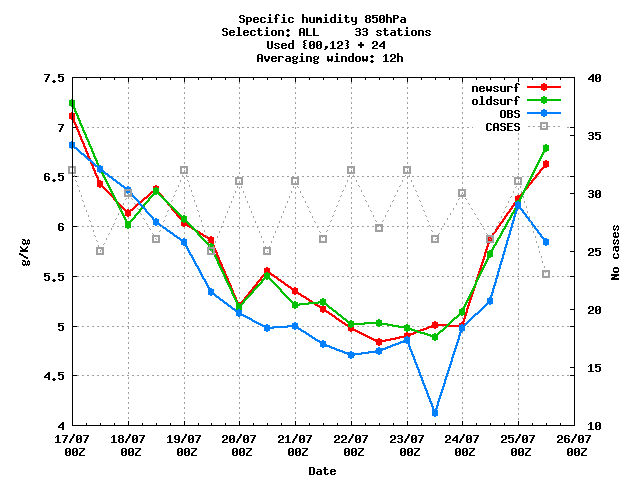 Specific humidity 850hPa
Selection: ALL     33 stations
Used {00,12} + 24
Averaging window: 12h
7.5
7
6.5
6
5.5
5
4.5
4
g/Kg
40
35
30
25
20
15
10
No cases
newsurf
oldsurf
OBS
CASES
17/07 18/07 19/07 20/07 21/07 22/07 23/07 24/07 25/07 26/07
00Z 00Z 00Z 00Z 00Z 00Z 00Z 00Z 00Z 00Z
Date